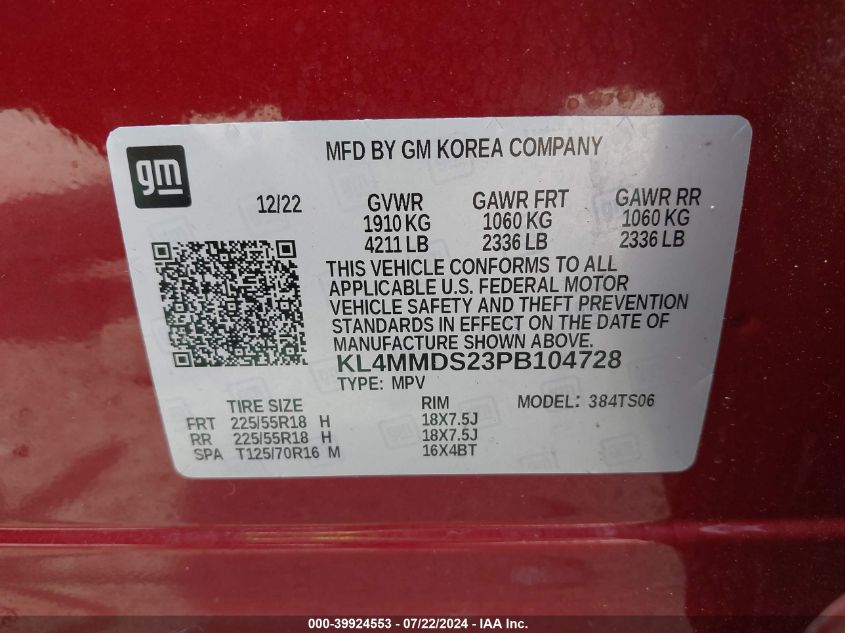 MFD BY GM KOREA COMPANY
gm
12/22 GVWR GAWR FRT GAWR RR
1910 KG 1060 KG 1060 KG
4211 LB 2336 LB 2336 LB
THIS VEHICLE CONFORMS TO ALL
APPLICABLE U.S. FEDERAL MOTOR
VEHICLE SAFETY AND THEFT PREVENTION
STANDARDS IN EFFECT ON THE DATE OF
MANUFACTURE SHOWN ABOVE.
KL4MMDS23PB104728
TYPE: MPV
TIRE SIZE RIM MODEL: 384TS06
FRT 225/55R18 H 18X7.5J
RR 225/55R18 H 18X7.5J
SPA T125/70R16 M 16X4BT
000-39924553 - 07/22/2024 - IAA Inc.